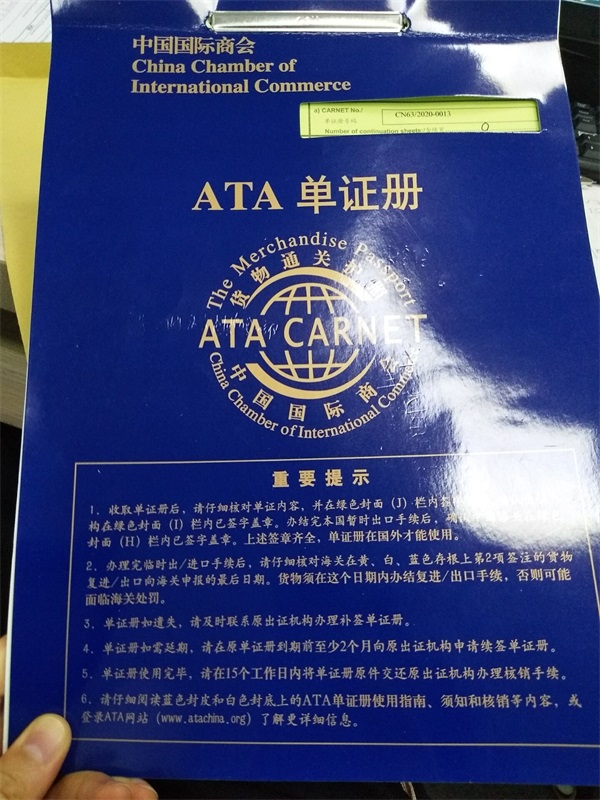 中国国际商会
China Chamber of
International Commerce
a) CARNET No./
单证册号码
CN63/2020-0013
Number of continuation sheets
0
ATA 单证册
The Merchandise Passport
货物通关护照
ATA CARNET
中国国际商会
China Chamber of International Commerce
重要提示
1、收取单证册后，请仔细核对单证内容，并在绿色封面（J）栏内签
构在绿色封面（I）栏内已签字盖章。办结完本国暂时出口手续后，确
封面（H）栏内已签字盖章。上述签章齐全，单证册在国外才能使用。
2、办理完临时出/进口手续后，请仔细核对海关在黄、白、蓝色存根上第2项签注的货物
复进/出口向海关申报的最后日期。货物须在这个日期内办结复进/出口手续，否则可能
面临海关处罚。
3、单证册如遗失，请及时联系原出证机构办理补签单证册。
4、单证册如需延期，请在原单证册到期前至少2个月向原出证机构申请续签单证册。
5、单证册使用完毕，请在15个工作日内将单证册原件交还原出证机构办理核销手续。
6、请仔细阅读蓝色封皮和白色封底上的ATA单证册使用指南、须知和核销等内容，或
登录ATA网站（www.atachina.org）了解更详细信息。